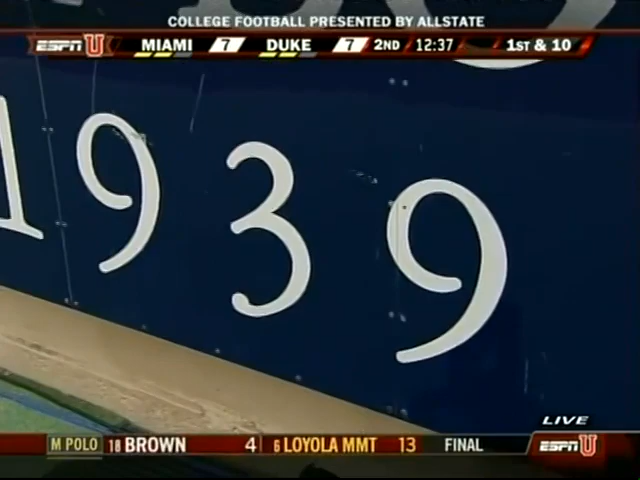 COLLEGE FOOTBALL PRESENTED BY ALLSTATE
ESPN U MIAMI 7 DUKE 7 2ND 12:37 1ST & 10
1939
LIVE
M POLO 18 BROWN 4 6 LOYOLA MMT 13 FINAL ESPN U